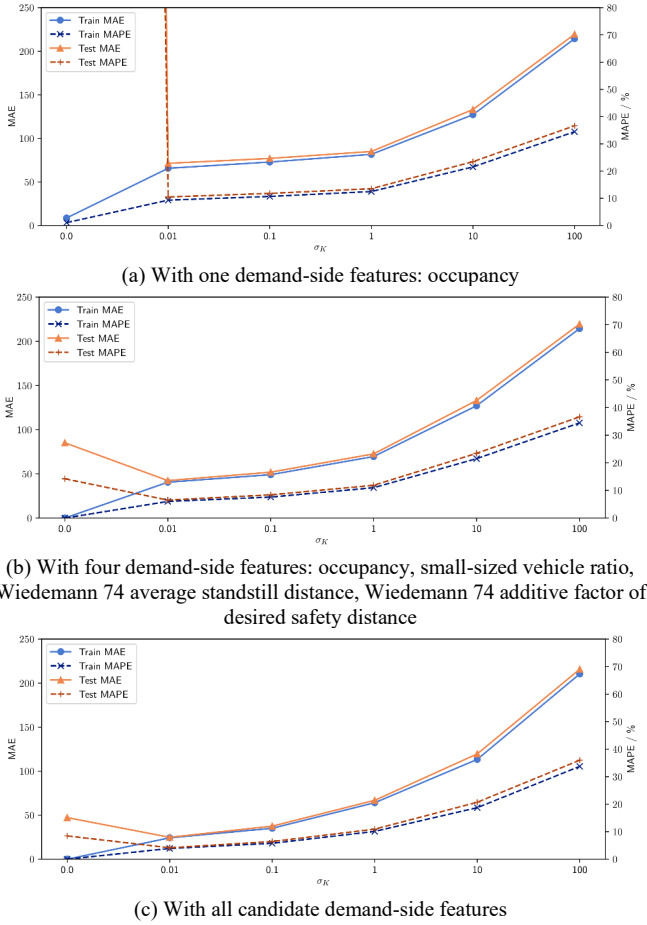 250
200
150
100
50
0
MAE
Train MAE
Train MAPE
Test MAE
Test MAPE
80
70
60
50
40
30
20
10
0
MAPE / %
0.0 0.01 0.1 1 10 100
σK
(a) With one demand-side features: occupancy
250
200
150
100
50
0
MAE
Train MAE
Train MAPE
Test MAE
Test MAPE
80
70
60
50
40
30
20
10
0
MAPE / %
0.0 0.01 0.1 1 10 100
σK
(b) With four demand-side features: occupancy, small-sized vehicle ratio,
Wiedemann 74 average standstill distance, Wiedemann 74 additive factor of
desired safety distance
250
200
150
100
50
0
MAE
Train MAE
Train MAPE
Test MAE
Test MAPE
80
70
60
50
40
30
20
10
0
MAPE / %
0.0 0.01 0.1 1 10 100
σK
(c) With all candidate demand-side features